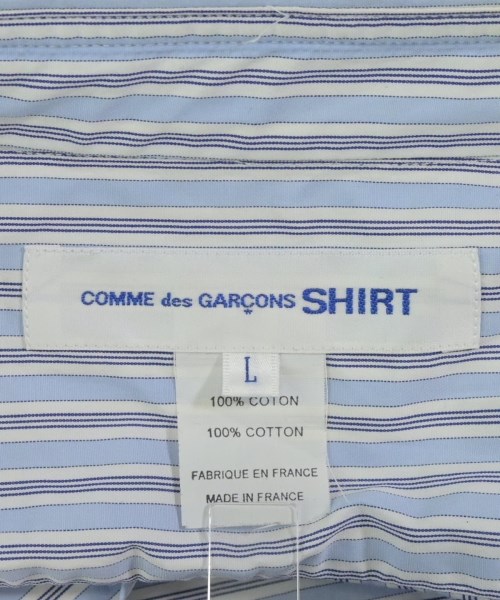 COMME des GARÇONS SHIRT
L
100% COTON
100% COTTON
FABRIQUE EN FRANCE
MADE IN FRANCE